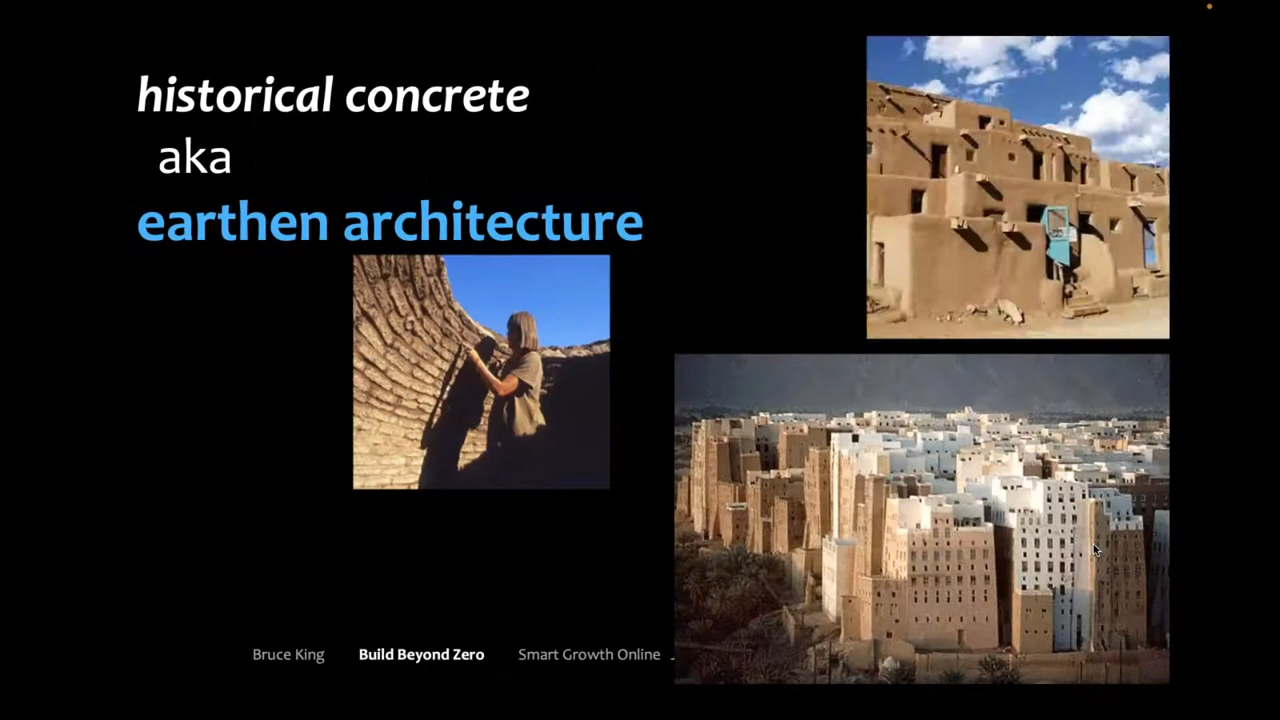 historical concrete
aka
earthen architecture
Bruce King Build Beyond Zero Smart Growth Online